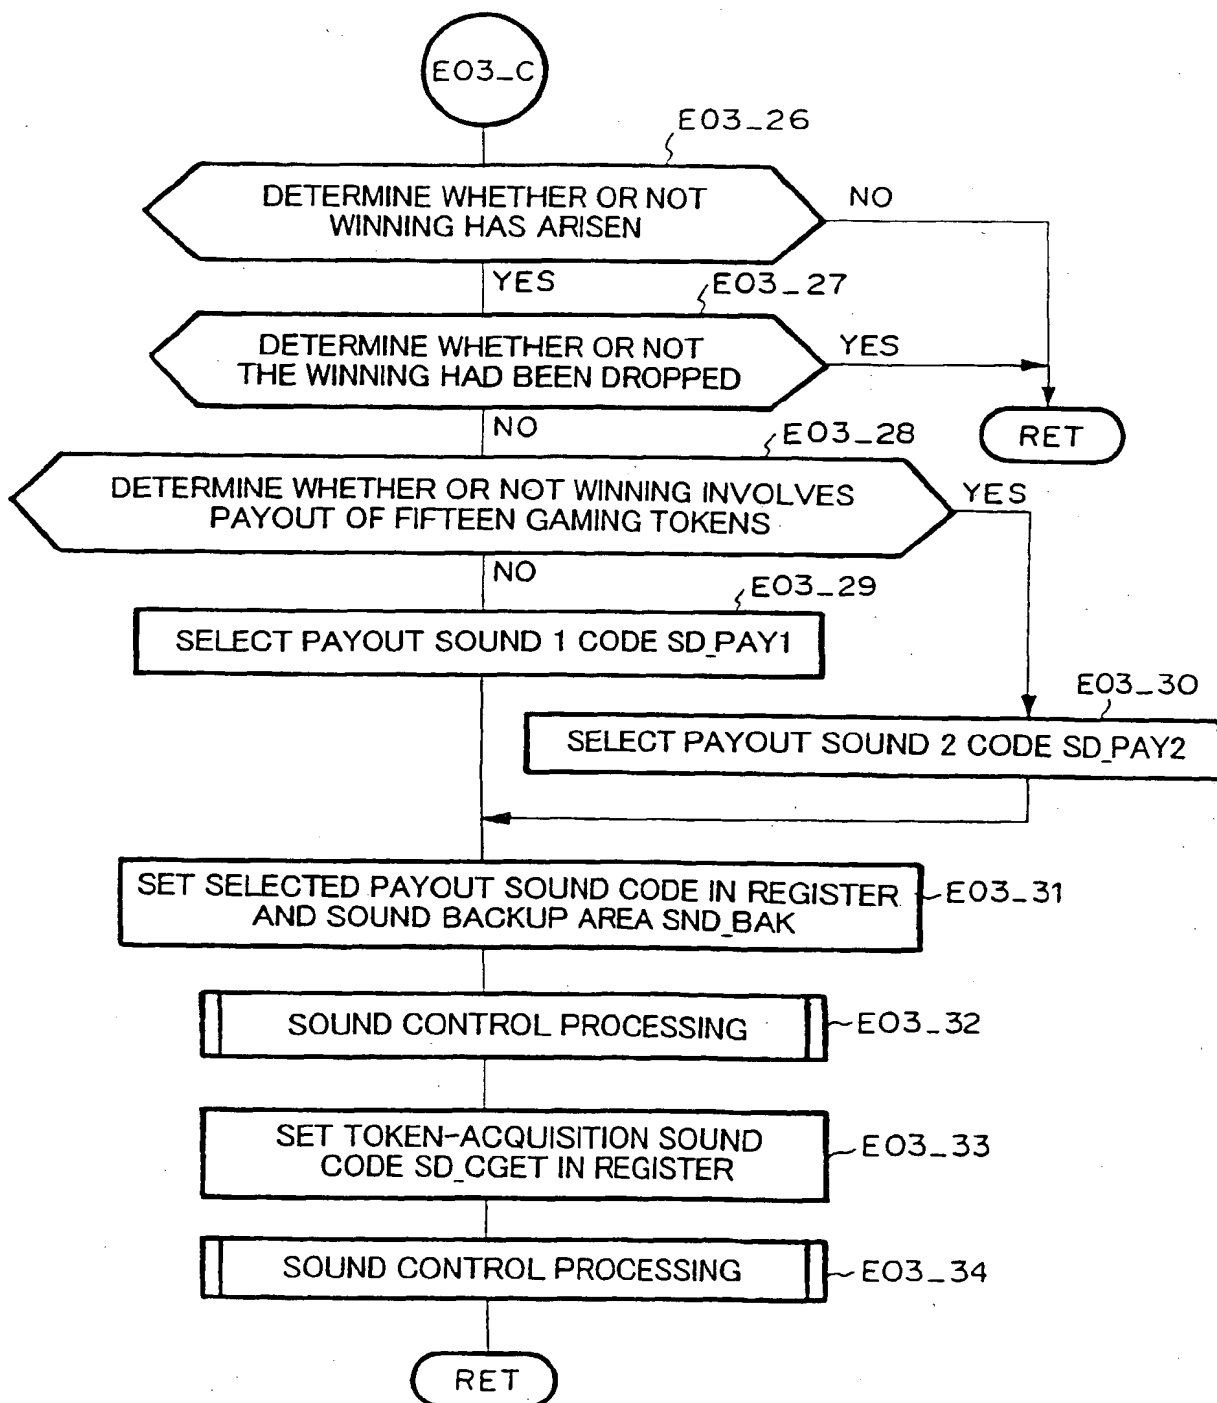 E03_C
E03_26
DETERMINE WHETHER OR NOT
WINNING HAS ARISEN
NO
YES
E03_27
DETERMINE WHETHER OR NOT
THE WINNING HAD BEEN DROPPED
YES
RET
NO
E03_28
DETERMINE WHETHER OR NOT WINNING INVOLVES
PAYOUT OF FIFTEEN GAMING TOKENS
YES
NO
E03_29
SELECT PAYOUT SOUND 1 CODE SD_PAY1
E03_30
SELECT PAYOUT SOUND 2 CODE SD_PAY2
SET SELECTED PAYOUT SOUND CODE IN REGISTER
AND SOUND BACKUP AREA SND_BAK
E03_31
SOUND CONTROL PROCESSING
E03_32
SET TOKEN-ACQUISITION SOUND
CODE SD_CGET IN REGISTER
E03_33
SOUND CONTROL PROCESSING
E03_34
RET